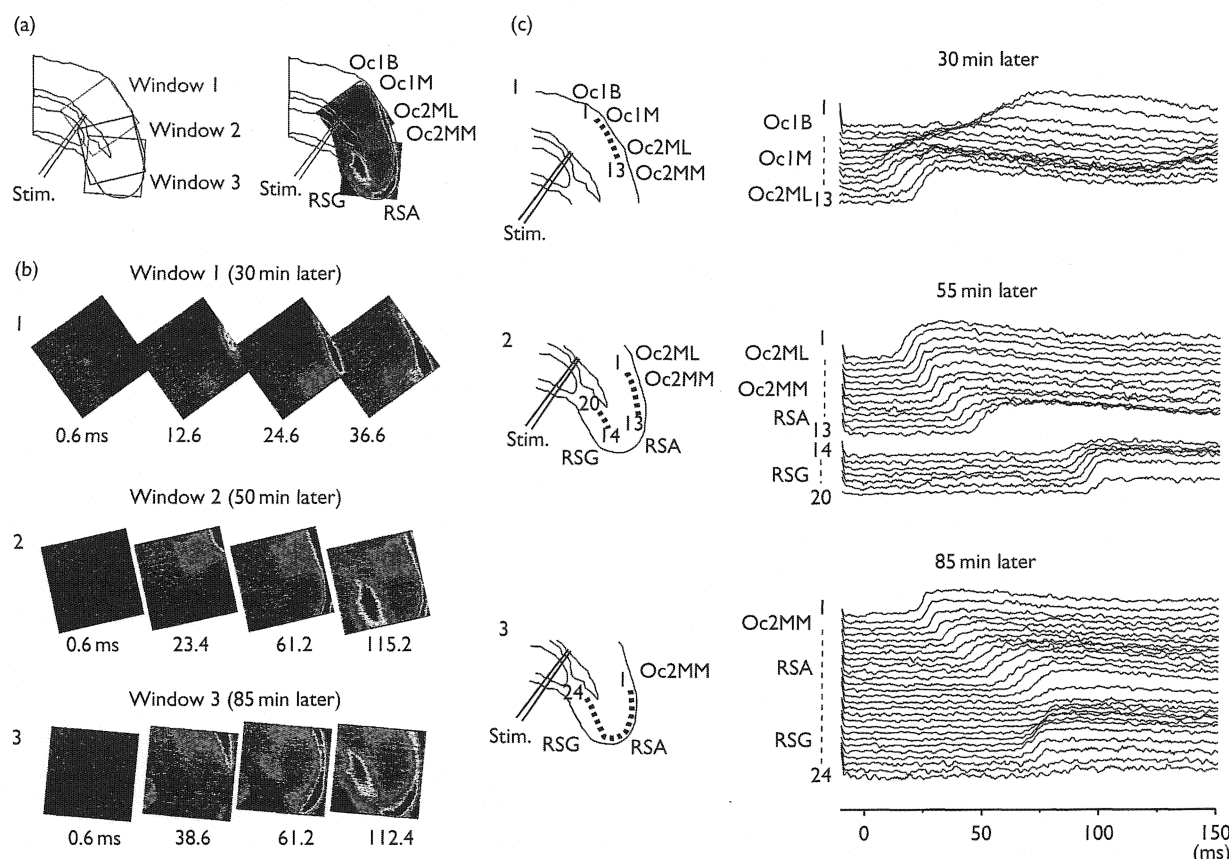 (a)
Window 1
Window 2
Window 3
Stim.
Oc1B
Oc1M
Oc2ML
Oc2MM
RSG
RSA
(b)
Window 1 (30 min later)
1
0.6 ms 12.6 24.6 36.6
Window 2 (50 min later)
2
0.6 ms 23.4 61.2 115.2
Window 3 (85 min later)
3
0.6 ms 38.6 61.2 112.4
(c)
1
Oc1B
1 Oc1M
Oc2ML
13 Oc2MM
Stim.
30 min later
1
Oc1B
Oc1M
Oc2ML 13
2
1 Oc2ML
Oc2MM
20
13
14
Stim.
RSG
RSA
55 min later
1
Oc2ML
Oc2MM
RSA
13
14
RSG
20
3
1 Oc2MM
24
Stim.
RSG
RSA
85 min later
1
Oc2MM
RSA
RSG
24
0 50 100 150
(ms)